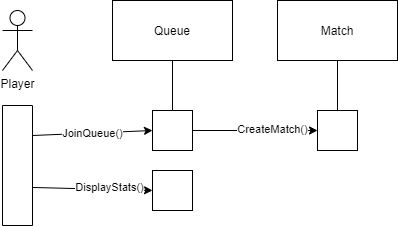 Queue
Match
Player
JoinQueue()
CreateMatch()
DisplayStats()